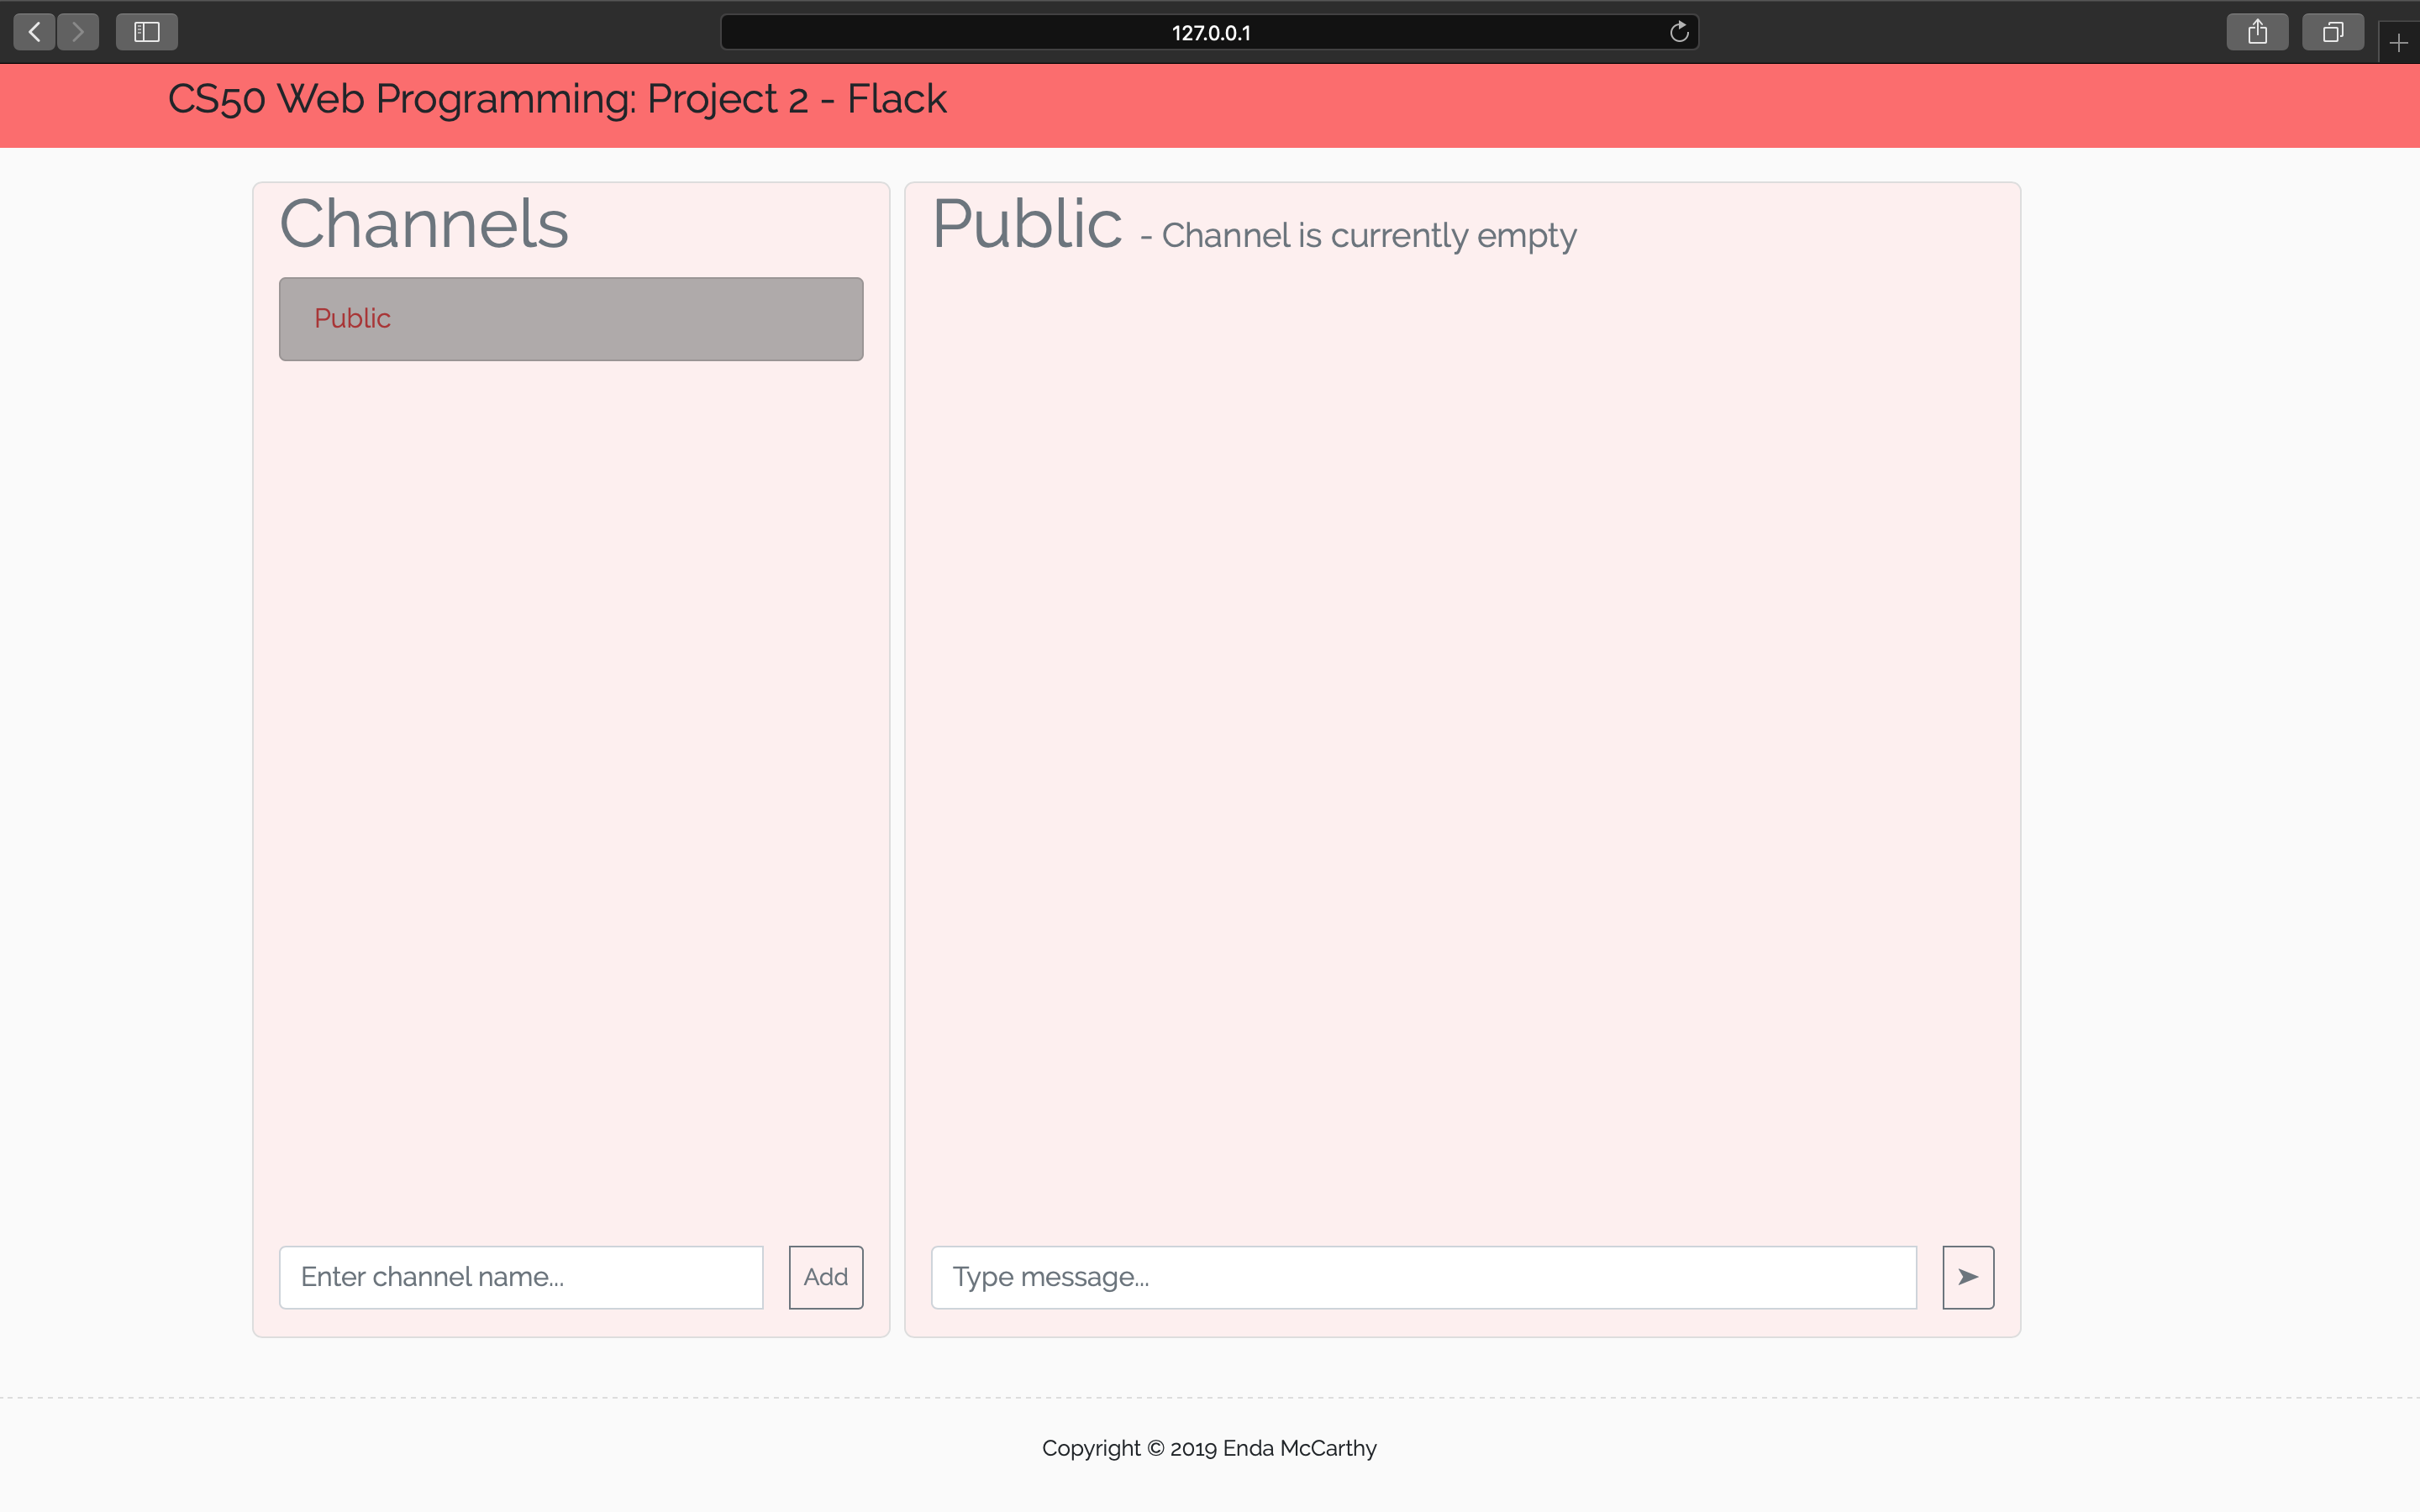 127.0.0.1
CS50 Web Programming: Project 2 - Flack
Channels
Public
Enter channel name...
Add
Public - Channel is currently empty
Type message...
Copyright © 2019 Enda McCarthy